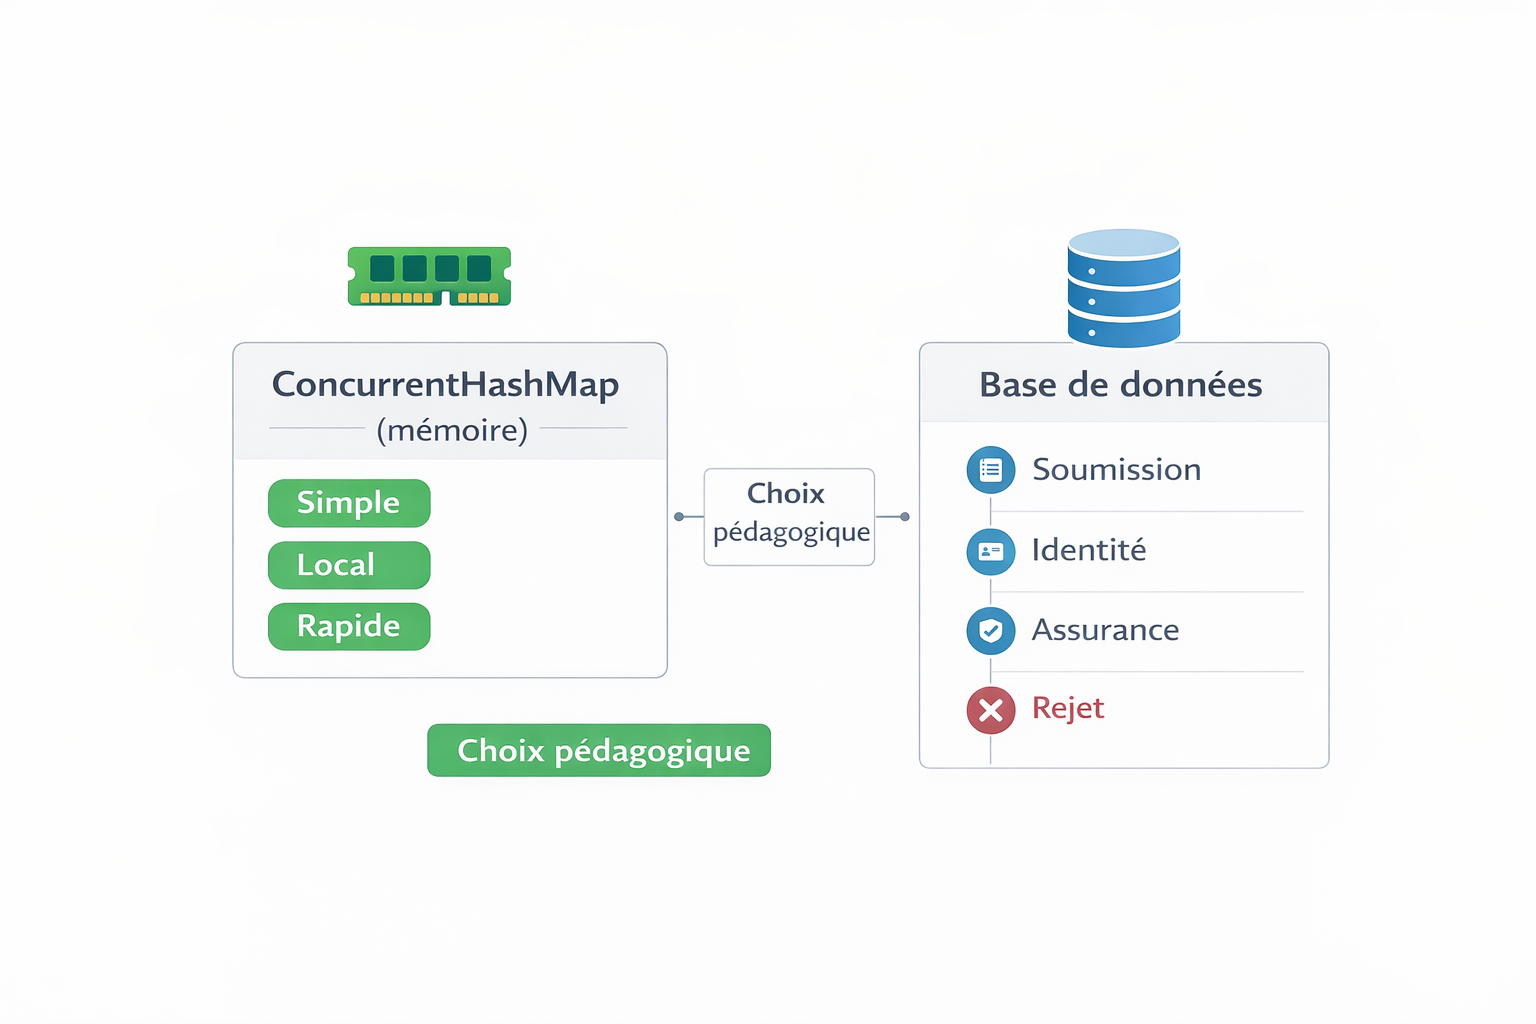 ConcurrentHashMap
(mémoire)
Simple
Local
Rapide
Choix
pédagogique
Choix pédagogique
Base de données
Soumission
Identité
Assurance
Rejet